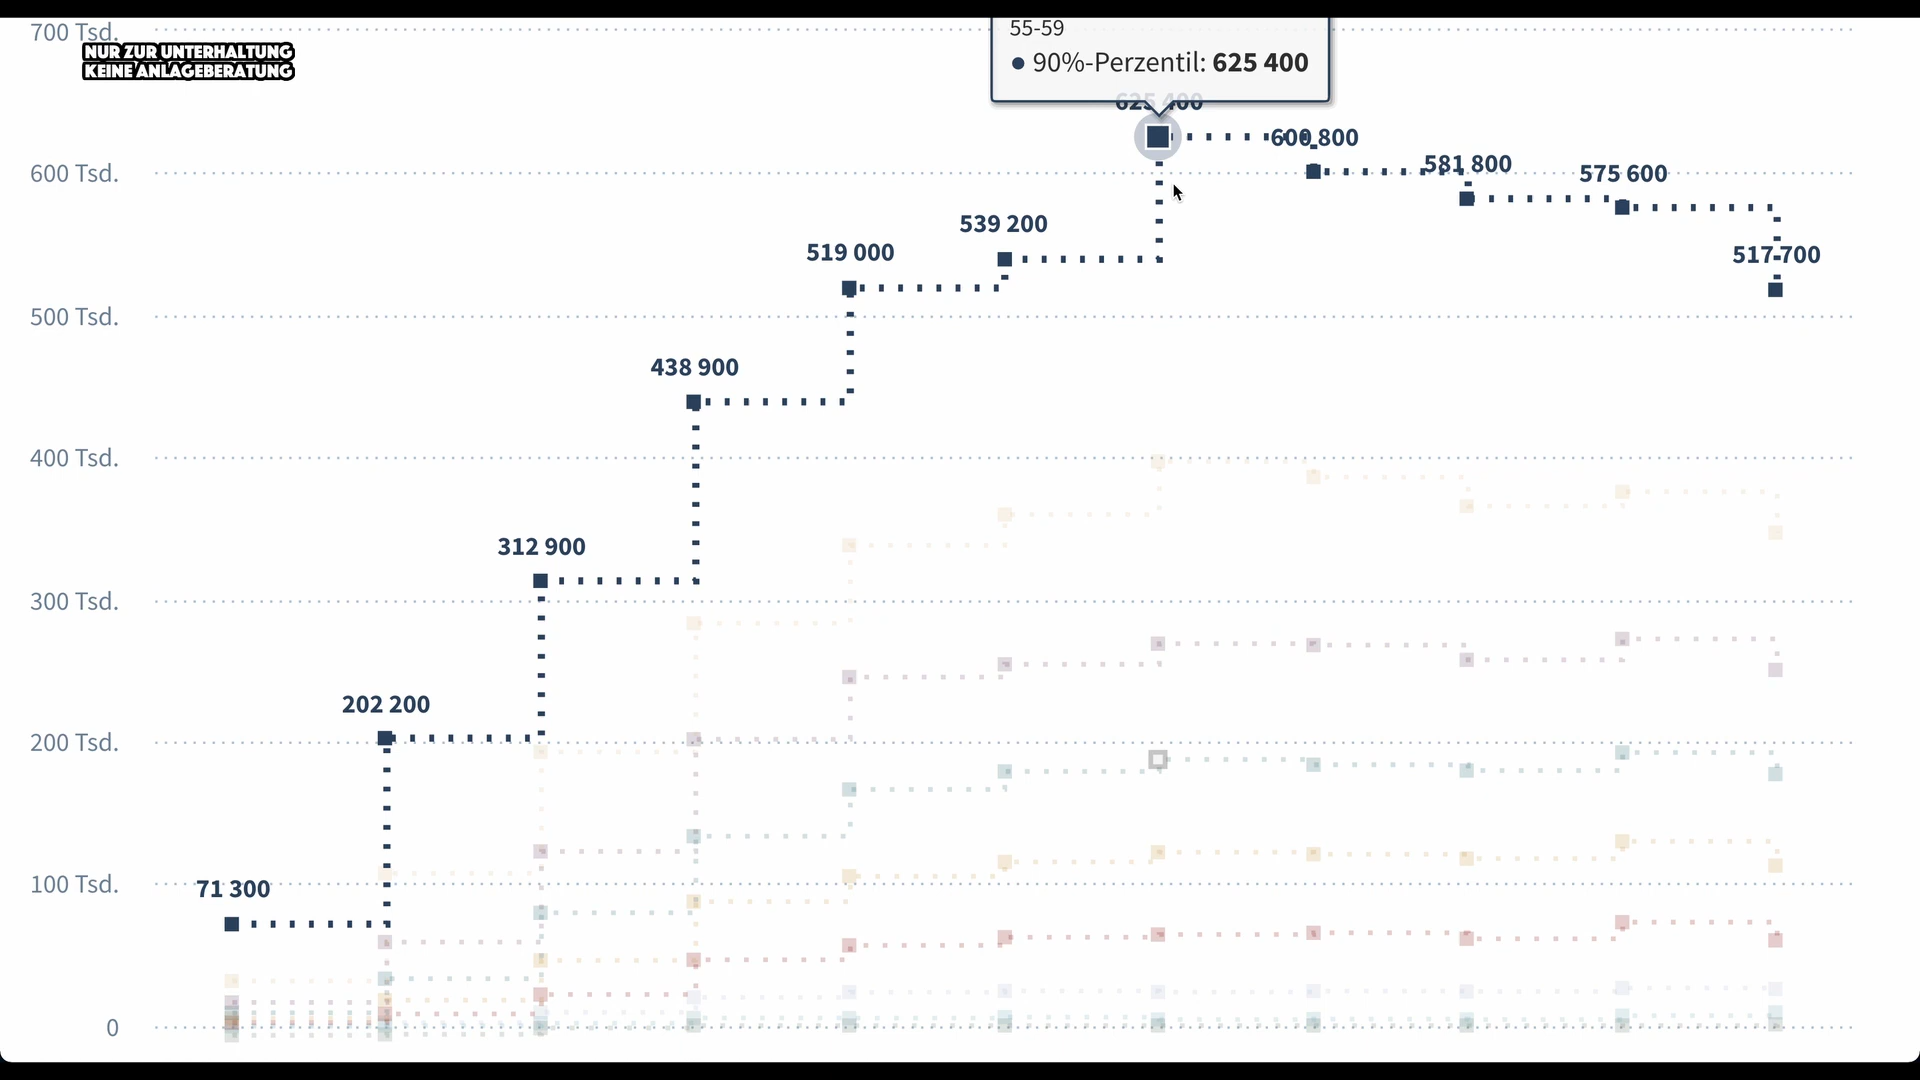 700 Tsd.
NUR ZUR UNTERHALTUNG
KEINE ANLAGEBERATUNG
55-59
90%-Perzentil: 625 400
625 400
600 800
600 Tsd.
581 800
575 600
539 200
519 000
517 700
500 Tsd.
438 900
400 Tsd.
312 900
300 Tsd.
202 200
200 Tsd.
100 Tsd.
71 300
0